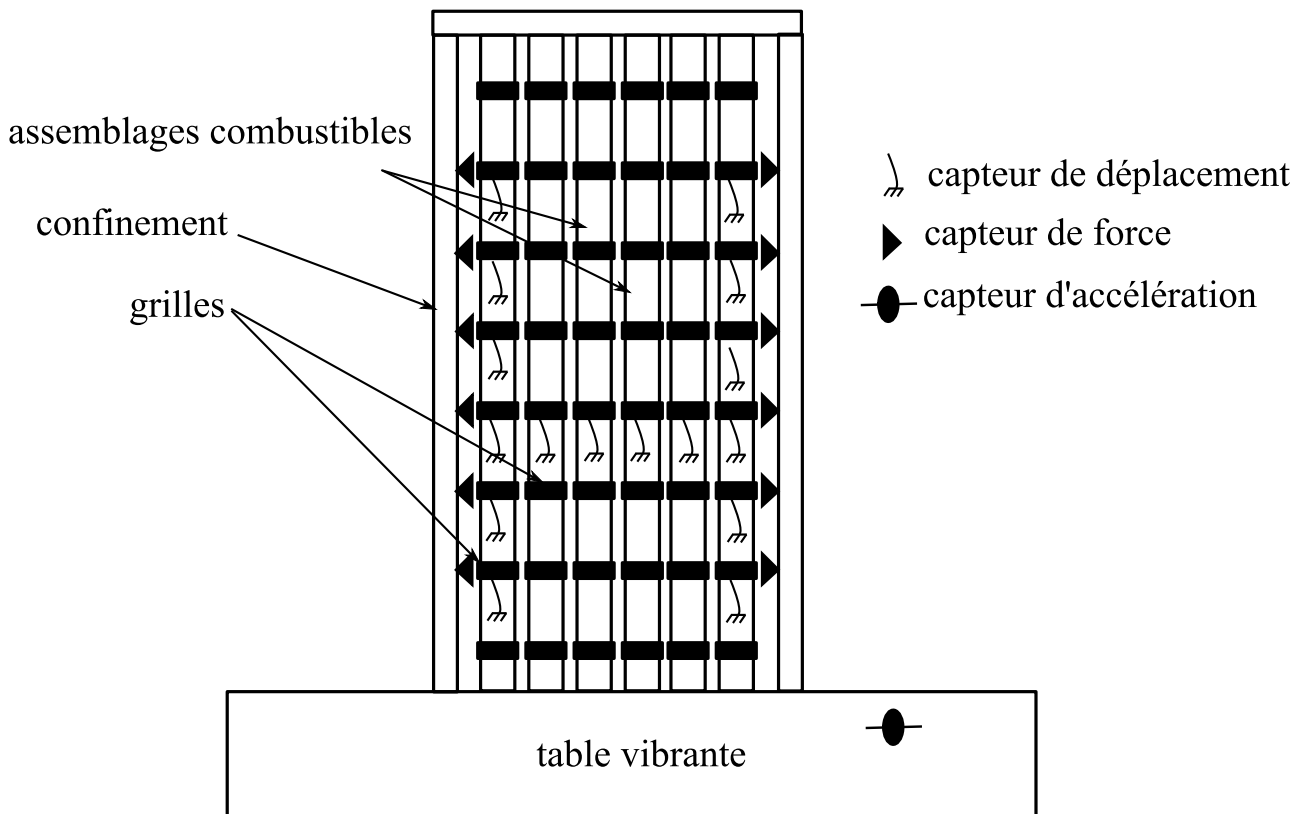 assemblages combustibles
confinement
grilles
capteur de déplacement
capteur de force
capteur d'accélération
table vibrante